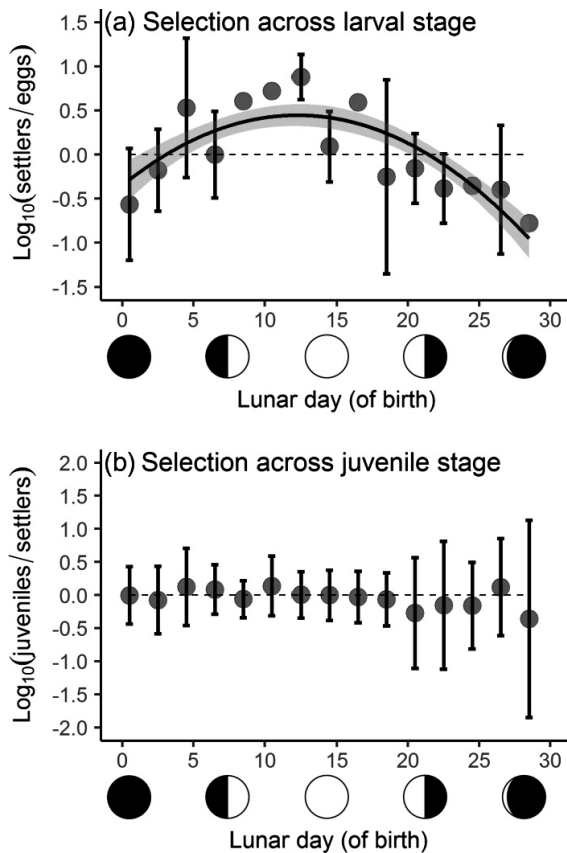 (a) Selection across larval stage
1.5
1.0
0.5
0.0
-0.5
-1.0
-1.5
Log10(settlers/eggs)
0 5 10 15 20 25 30
Lunar day (of birth)
(b) Selection across juvenile stage
2.0
1.5
1.0
0.5
0.0
-0.5
-1.0
-1.5
-2.0
Log10(juveniles/settlers)
0 5 10 15 20 25 30
Lunar day (of birth)